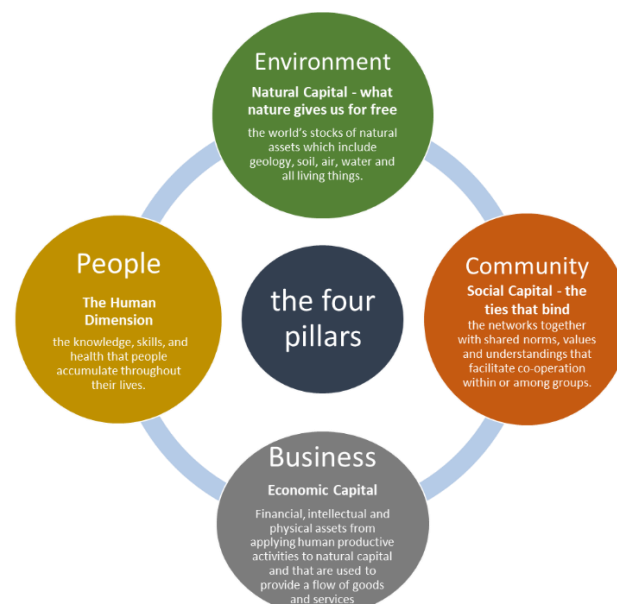 Environment
Natural Capital - what
nature gives us for free
the world's stocks of natural
assets which include
geology, soil, air, water and
all living things.
People
The Human
Dimension
the knowledge, skills, and
health that people
accumulate throughout
their lives.
the four
pillars
Community
Social Capital - the
ties that bind
the networks together
with shared norms, values
and understandings that
facilitate co-operation
within or among groups.
Business
Economic Capital
Financial, intellectual and
physical assets from
applying human productive
activities to natural capital
and that are used to
provide a flow of goods
and services